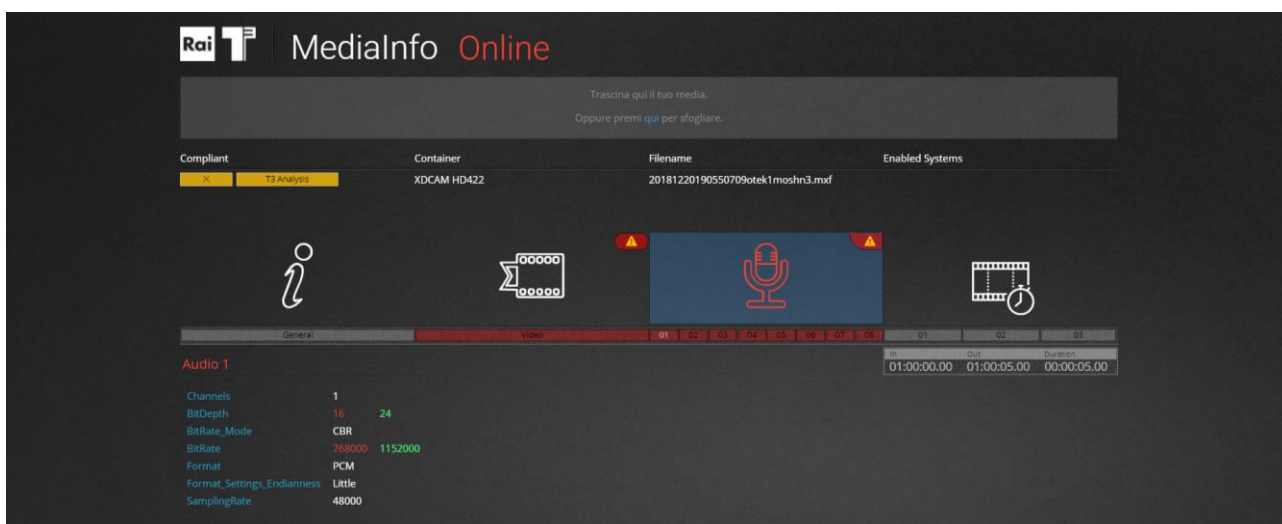 Rai T3 MediaInfo Online
Trascina qui il tuo media.
Oppure premi qui per sfogliare.
Compliant Container Filename Enabled Systems
X T3 Analysis XDCAM HD422 20181220190550709otek1moshn3.mxf
General Video 01 02 03 04 05 06 07 08 01 02 03
In Out Duration
01:00:00.00 01:00:05.00 00:00:05.00
Audio 1
Channels 1
BitDepth 16 24
BitRate_Mode CBR
BitRate 768000 1152000
Format PCM
Format_Settings_Endianness Little
SamplingRate 48000